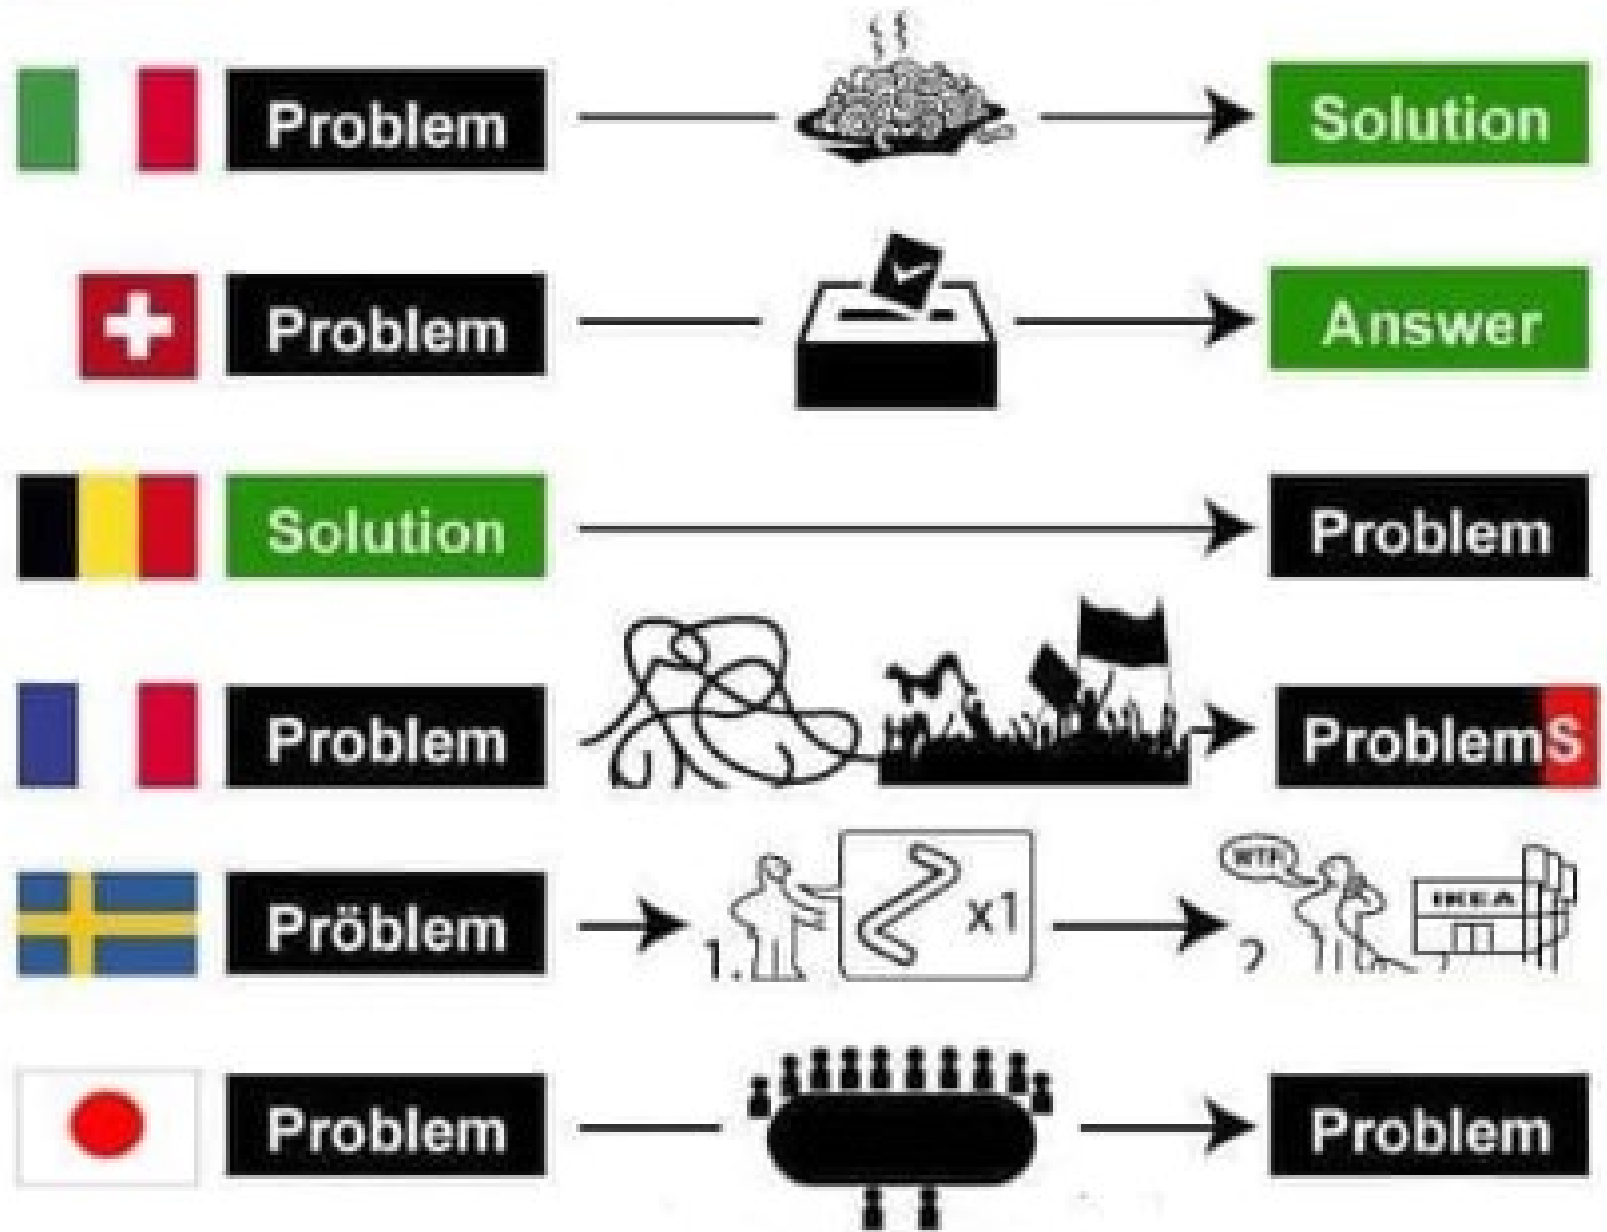 Problem Solution
Problem Answer
Solution Problem
Problem ProblemS
Pröblem 1. x1 WTF IKEA 2
Problem Problem